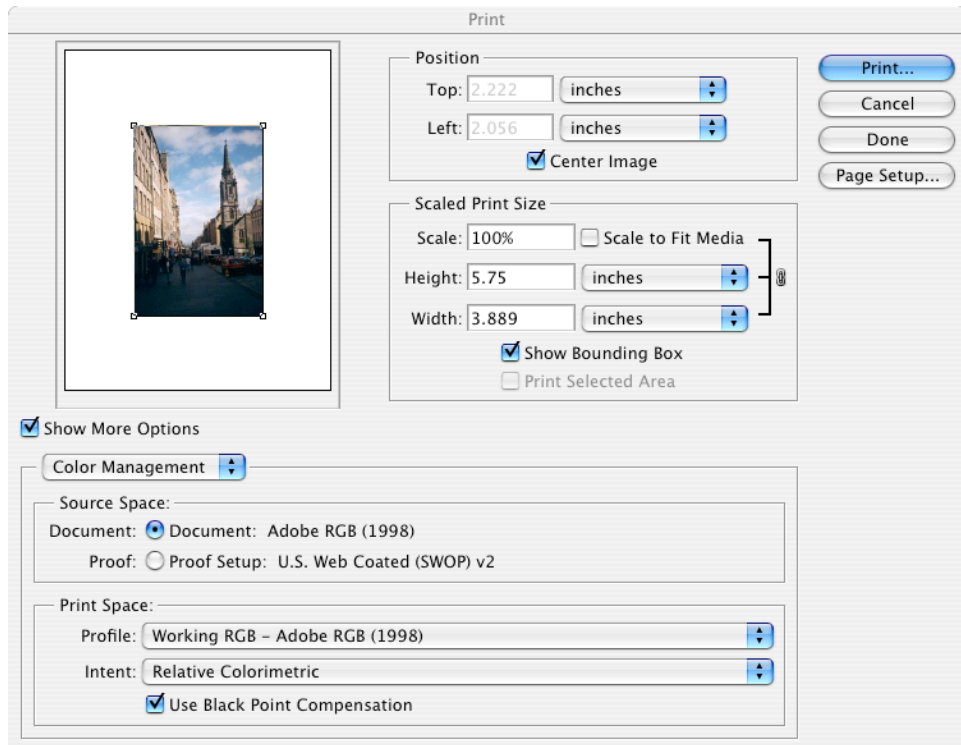 Print
Position
Top: 2.222 inches
Left: 2.056 inches
Center Image
Print...
Cancel
Done
Page Setup...
Scaled Print Size
Scale: 100% Scale to Fit Media
Height: 5.75 inches
Width: 3.889 inches
Show Bounding Box
Print Selected Area
Show More Options
Color Management
Source Space:
Document: Document: Adobe RGB (1998)
Proof: Proof Setup: U.S. Web Coated (SWOP) v2
Print Space:
Profile: Working RGB – Adobe RGB (1998)
Intent: Relative Colorimetric
Use Black Point Compensation